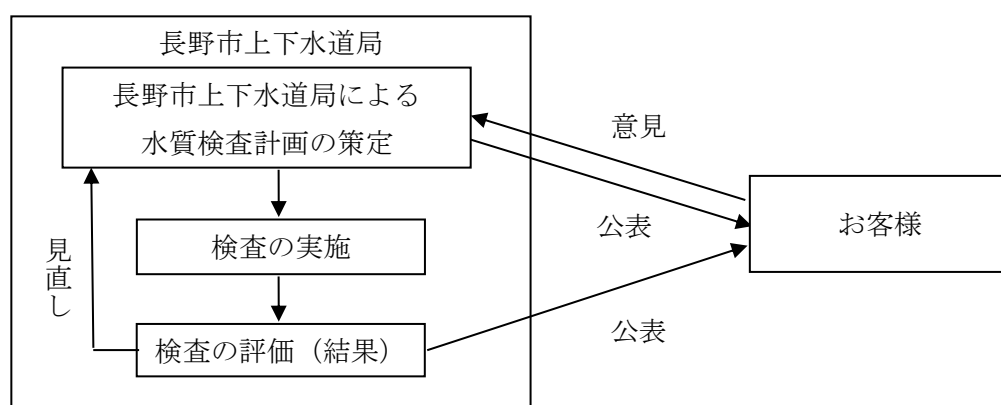 長野市上下水道局
長野市上下水道局による
水質検査計画の策定
意見
公表
お客様
検査の実施
見直し
検査の評価（結果）
公表